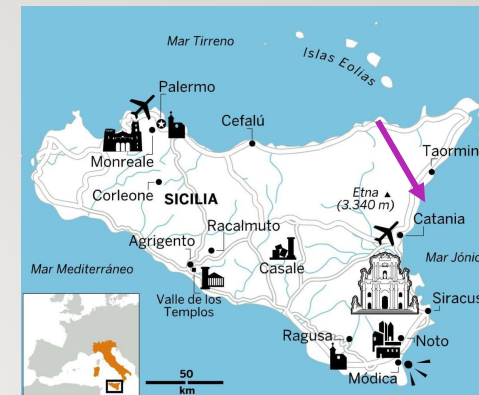 Mar Tirreno
Islas Eolias
Palermo
Cefalú
Monreale
Taormin
Corleone
SICILIA
Etna
(3.340 m)
Catania
Racalmuto
Agrigento
Casale
Mar Mediterráneo
Mar Jónic
Valle de los
Templos
Siracus
Ragusa
Noto
Módica
50
km